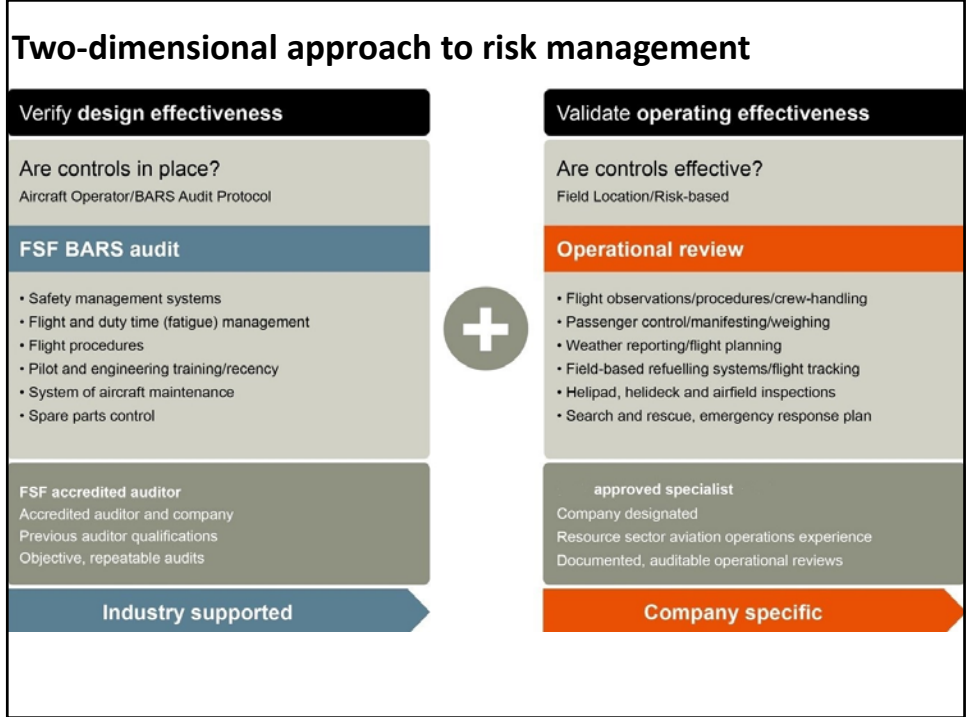 Two-dimensional approach to risk management
Verify design effectiveness
Are controls in place?
Aircraft Operator/BARS Audit Protocol
FSF BARS audit
• Safety management systems
• Flight and duty time (fatigue) management
• Flight procedures
• Pilot and engineering training/recency
• System of aircraft maintenance
• Spare parts control
FSF accredited auditor
Accredited auditor and company
Previous auditor qualifications
Objective, repeatable audits
Industry supported
+
Validate operating effectiveness
Are controls effective?
Field Location/Risk-based
Operational review
• Flight observations/procedures/crew-handling
• Passenger control/manifesting/weighing
• Weather reporting/flight planning
• Field-based refuelling systems/flight tracking
• Helipad, helideck and airfield inspections
• Search and rescue, emergency response plan
approved specialist
Company designated
Resource sector aviation operations experience
Documented, auditable operational reviews
Company specific